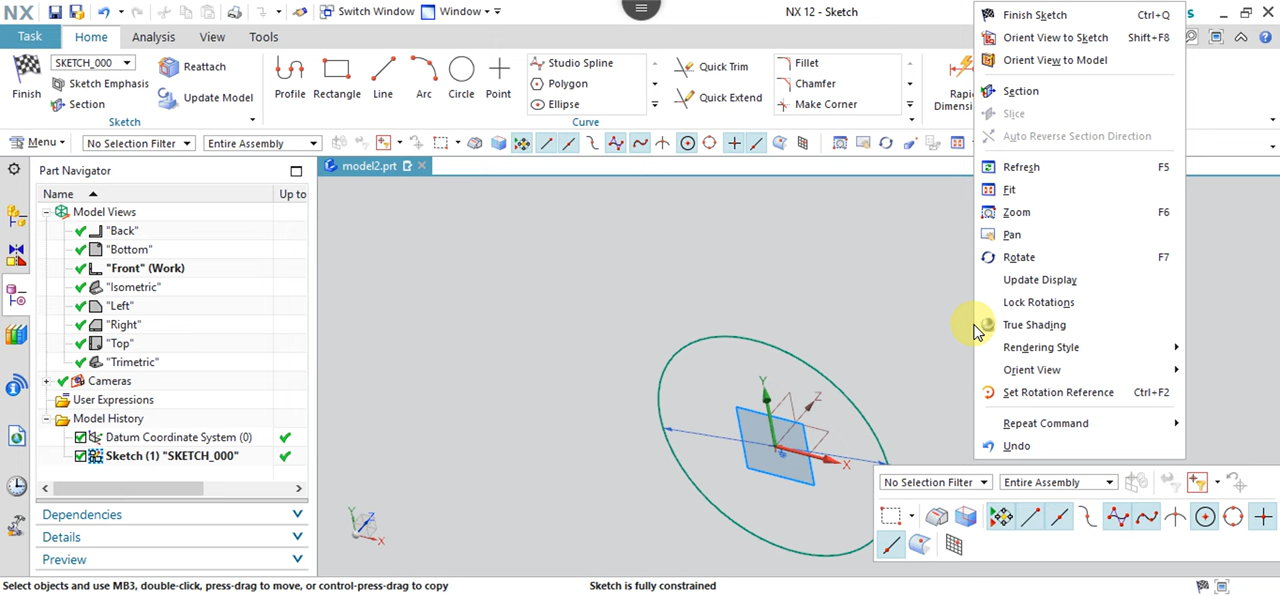 NX
Switch Window
Window
NX 12 - Sketch
s
Task
Home
Analysis
View
Tools
Finish
SKETCH_000
Sketch Emphasis
Section
Reattach
Update Model
Sketch
Profile
Rectangle
Line
Arc
Circle
Point
Studio Spline
Polygon
Ellipse
Quick Trim
Quick Extend
Fillet
Chamfer
Make Corner
Curve
Rap
Dimens
Menu
No Selection Filter
Entire Assembly
Part Navigator
Name
Up to
Model Views
"Back"
"Bottom"
"Front" (Work)
"Isometric"
"Left"
"Right"
"Top"
"Trimetric"
Cameras
User Expressions
Model History
Datum Coordinate System (0)
Sketch (1) "SKETCH_000"
Dependencies
Details
Preview
model2.prt
Y
Z
X
Y
Z
X
Finish Sketch Ctrl+Q
Orient View to Sketch Shift+F8
Orient View to Model
Section
Slice
Auto Reverse Section Direction
Refresh F5
Fit
Zoom F6
Pan
Rotate F7
Update Display
Lock Rotations
True Shading
Rendering Style
Orient View
Set Rotation Reference Ctrl+F2
Repeat Command
Undo
No Selection Filter
Entire Assembly
Select objects and use MB3, double-click, press-drag to move, or control-press-drag to copy
Sketch is fully constrained